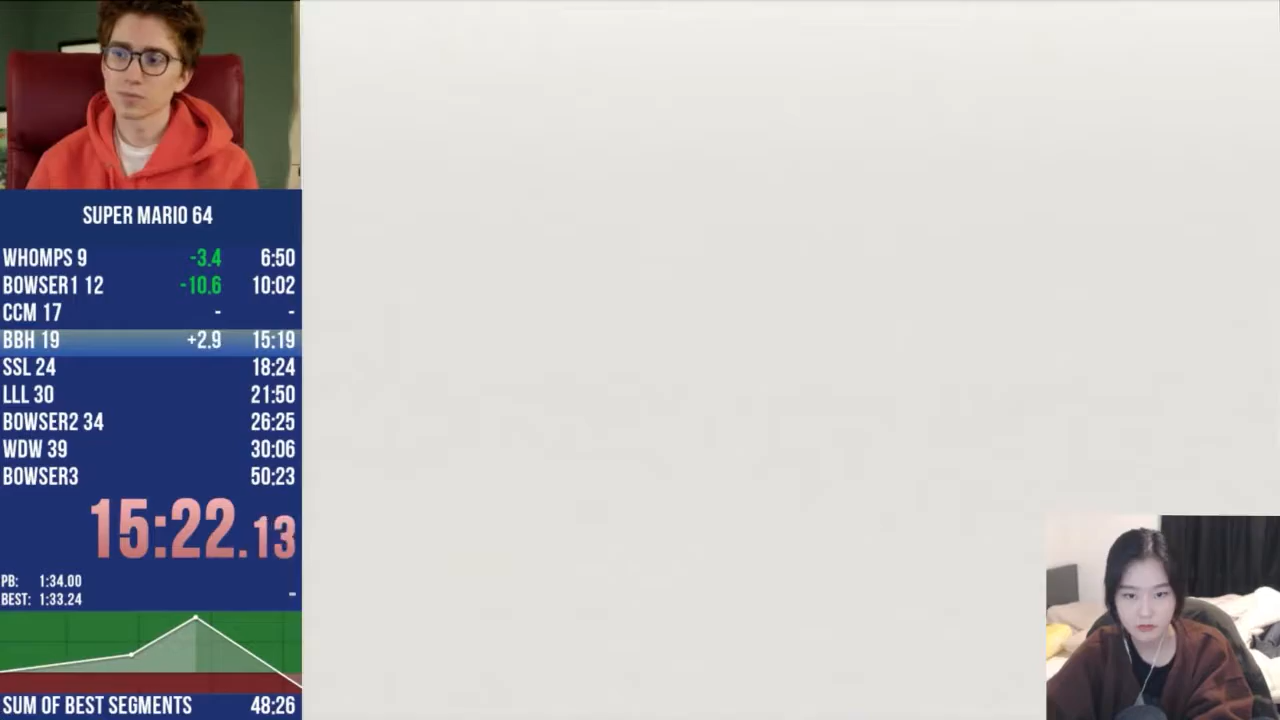 SUPER MARIO 64
WHOMPS 9 -3.4 6:50
BOWSER1 12 -10.6 10:02
CCM 17 - -
BBH 19 +2.9 15:19
SSL 24 18:24
LLL 30 21:50
BOWSER2 34 26:25
WDW 39 30:06
BOWSER3 50:23
15:22.13
PB: 1:34.00
BEST: 1:33.24 -
SUM OF BEST SEGMENTS 48:26